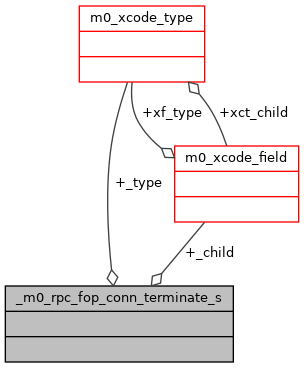 m0_xcode_type
+xf_type
+xct_child
m0_xcode_field
+_type
+_child
_m0_rpc_fop_conn_terminate_s